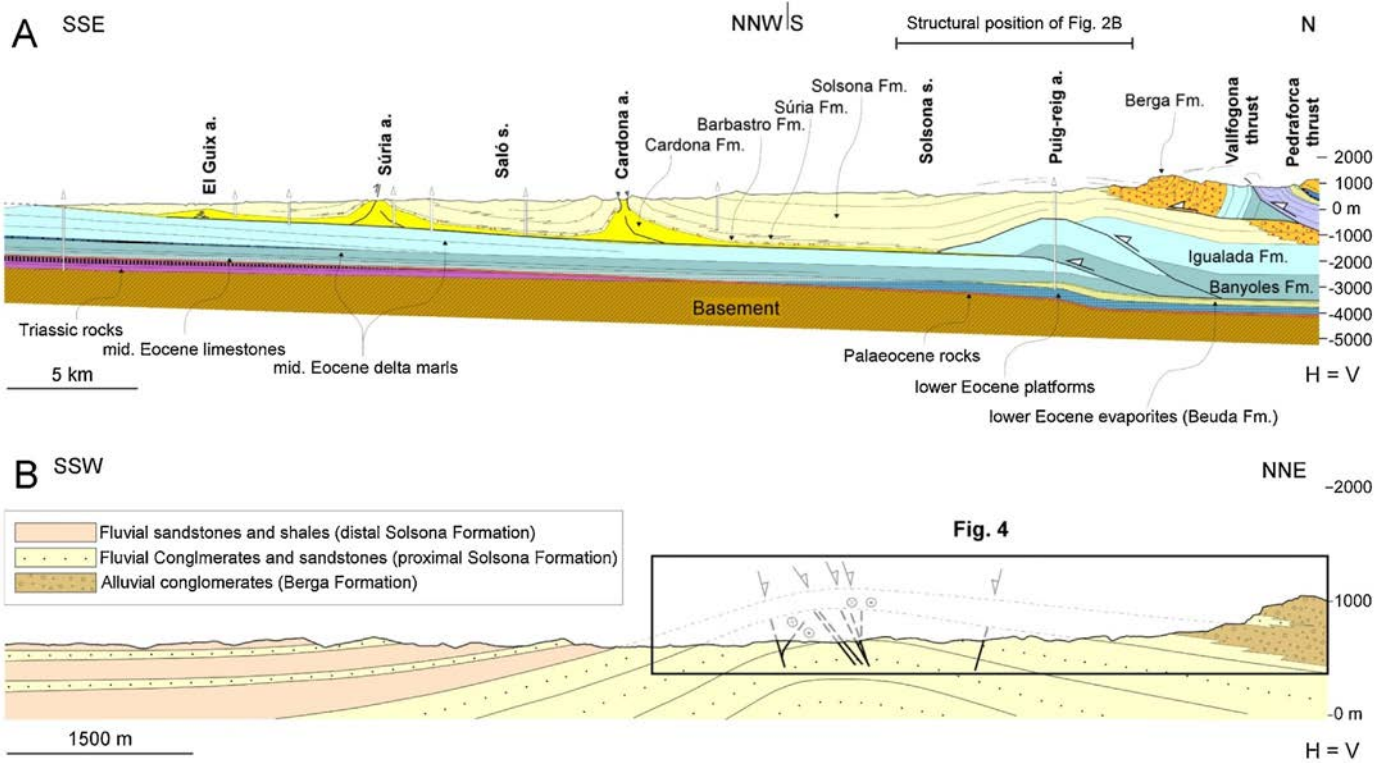 A
SSE
NNW
S
Structural position of Fig. 2B
N
El Guix a.
Súria a.
Saló s.
Cardona a.
Cardona Fm.
Barbastro Fm.
Súria Fm.
Solsona Fm.
Solsona s.
Puig-reig a.
Berga Fm.
Vallfogona
thrust
Pedraforca
thrust
2000
1000
0 m
-1000
-2000
-3000
-4000
-5000
Igualada Fm.
Banyoles Fm.
Basement
Triassic rocks
mid. Eocene limestones
mid. Eocene delta marls
Palaeocene rocks
lower Eocene platforms
lower Eocene evaporites (Beuda Fm.)
5 km
H = V
B
SSW
NNE
2000
Fluvial sandstones and shales (distal Solsona Formation)
Fluvial Conglmerates and sandstones (proximal Solsona Formation)
Alluvial conglomerates (Berga Formation)
Fig. 4
1000
0 m
1500 m
H = V